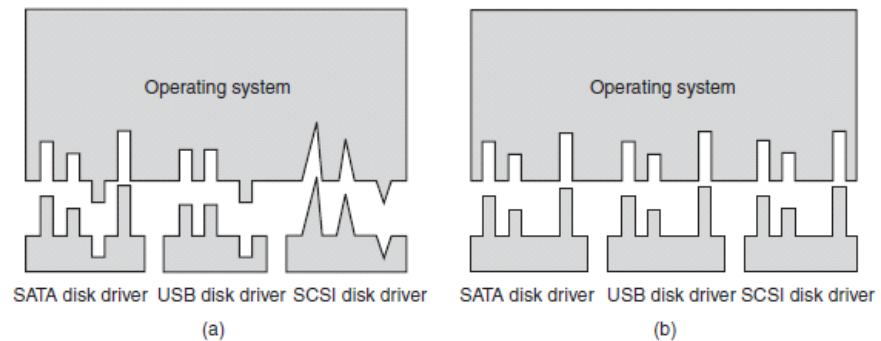 Operating system
Operating system
SATA disk driver USB disk driver SCSI disk driver
SATA disk driver USB disk driver SCSI disk driver
(a)
(b)